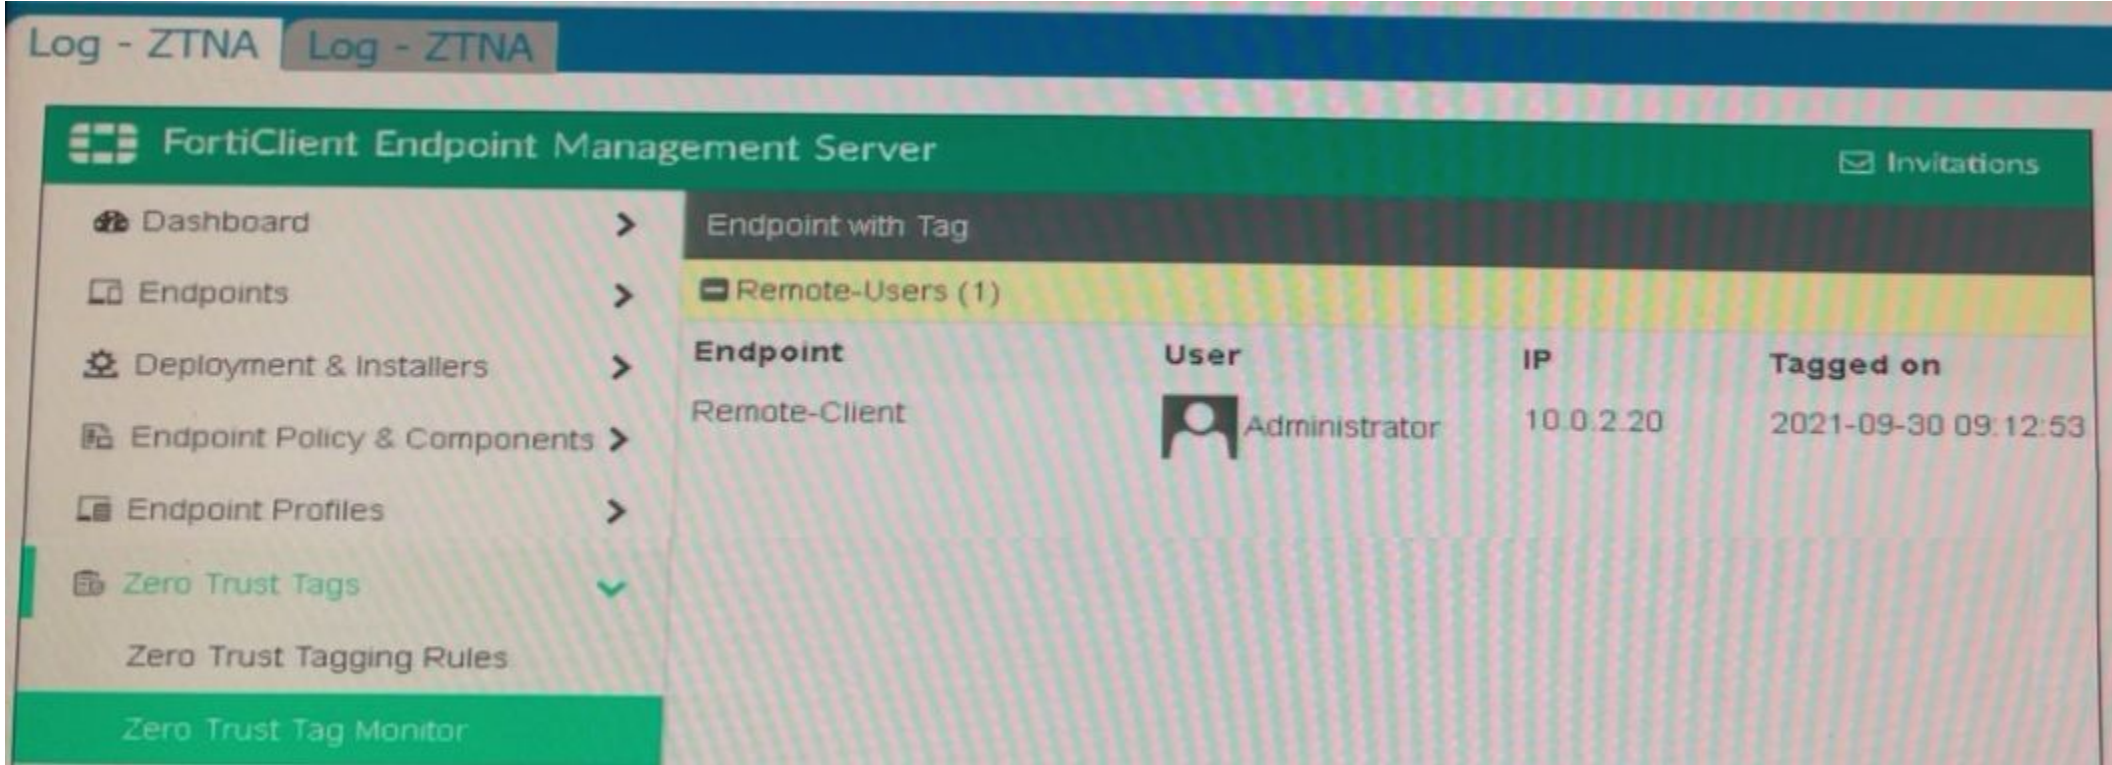 Log - ZTNA Log - ZTNA
FortiClient Endpoint Management Server
Invitations
Dashboard
Endpoints
Deployment & Installers
Endpoint Policy & Components
Endpoint Profiles
Zero Trust Tags
Zero Trust Tagging Rules
Zero Trust Tag Monitor
Endpoint with Tag
Remote-Users (1)
Endpoint User IP Tagged on
Remote-Client Administrator 10.0.2.20 2021-09-30 09:12:53